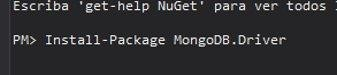 Escriba 'get-help NuGet' para ver todos
PM> Install-Package MongoDB.Driver